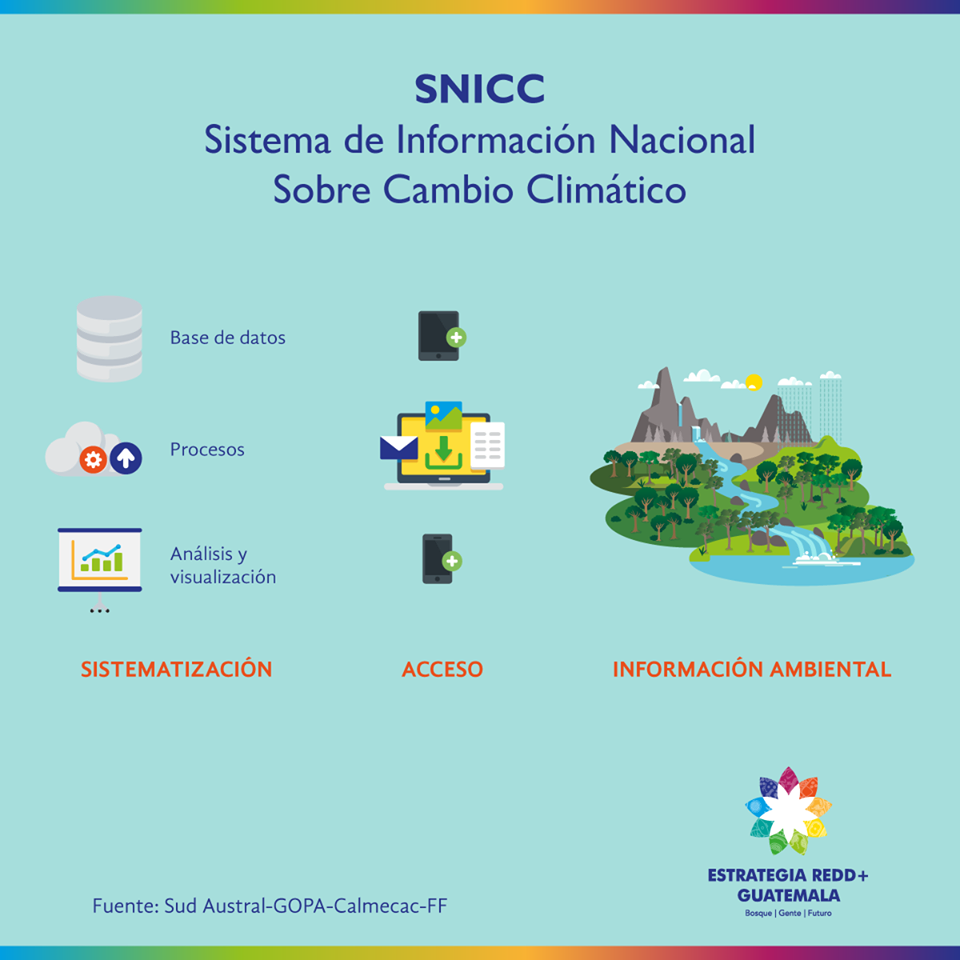 SNICC
Sistema de Información Nacional
Sobre Cambio Climático
Base de datos
Procesos
Análisis y
visualización
SISTEMATIZACIÓN
ACCESO
INFORMACIÓN AMBIENTAL
ESTRATEGIA REDD+
GUATEMALA
Bosque | Gente | Futuro
Fuente: Sud Austral-GOPA-Calmecac-FF